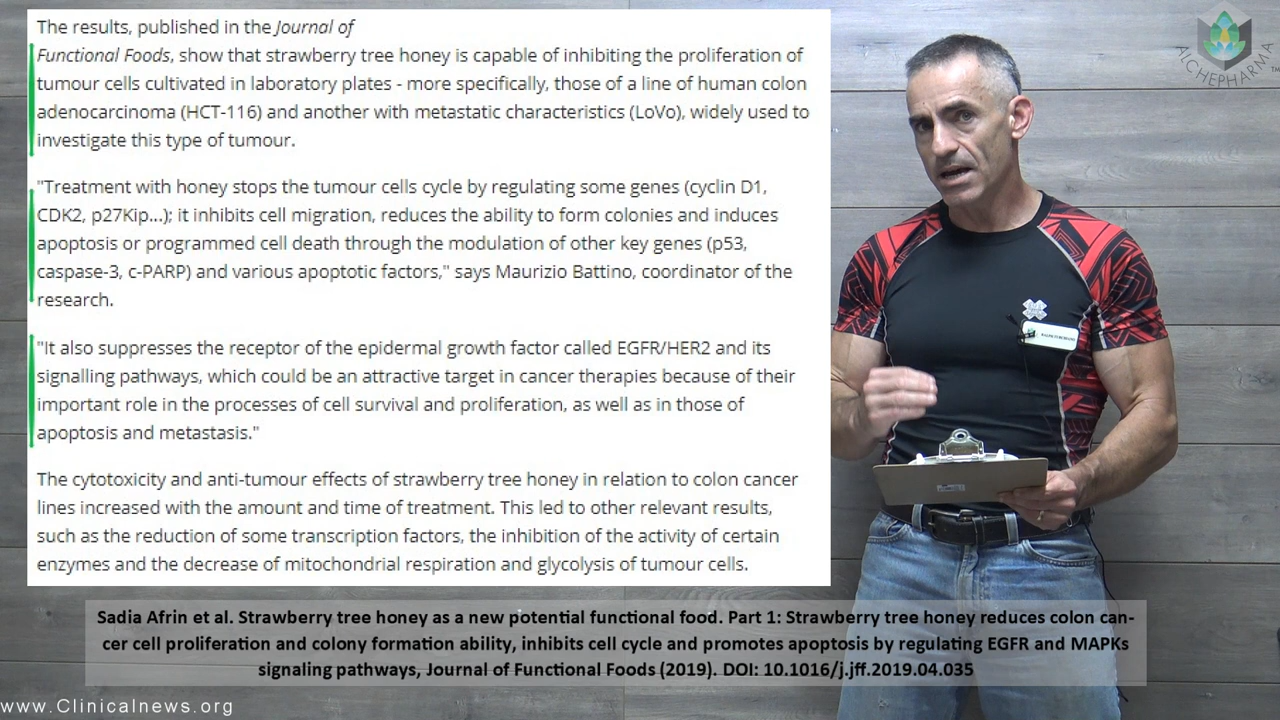 The results, published in the Journal of
Functional Foods, show that strawberry tree honey is capable of inhibiting the proliferation of
tumour cells cultivated in laboratory plates - more specifically, those of a line of human colon
adenocarcinoma (HCT-116) and another with metastatic characteristics (LoVo), widely used to
investigate this type of tumour.
"Treatment with honey stops the tumour cells cycle by regulating some genes (cyclin D1,
CDK2, p27Kip...); it inhibits cell migration, reduces the ability to form colonies and induces
apoptosis or programmed cell death through the modulation of other key genes (p53,
caspase-3, c-PARP) and various apoptotic factors," says Maurizio Battino, coordinator of the
research.
"It also suppresses the receptor of the epidermal growth factor called EGFR/HER2 and its
signalling pathways, which could be an attractive target in cancer therapies because of their
important role in the processes of cell survival and proliferation, as well as in those of
apoptosis and metastasis."
The cytotoxicity and anti-tumour effects of strawberry tree honey in relation to colon cancer
lines increased with the amount and time of treatment. This led to other relevant results,
such as the reduction of some transcription factors, the inhibition of the activity of certain
enzymes and the decrease of mitochondrial respiration and glycolysis of tumour cells.
ALCHEPHARMA™
Sadia Afrin et al. Strawberry tree honey as a new potential functional food. Part 1: Strawberry tree honey reduces colon can-
cer cell proliferation and colony formation ability, inhibits cell cycle and promotes apoptosis by regulating EGFR and MAPKs
signaling pathways, Journal of Functional Foods (2019). DOI: 10.1016/j.jff.2019.04.035
www.Clinicalnews.org